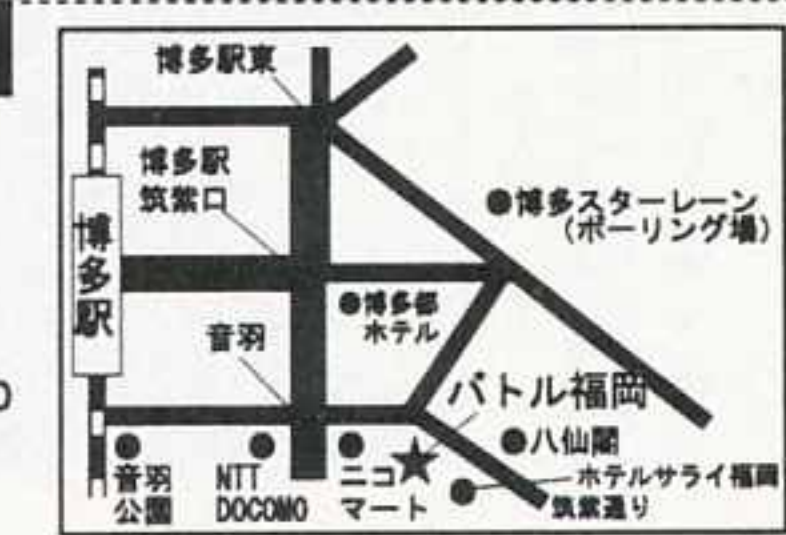 博多駅東
博多駅
筑紫口
●博多スターレーン
(ボーリング場)
博多駅
●博多都
ホテル
音羽
バトル福岡
●八仙閣
音羽
公園
NTT
DOCOMO
ニコ
マート
ホテルサライ福岡
筑紫通り